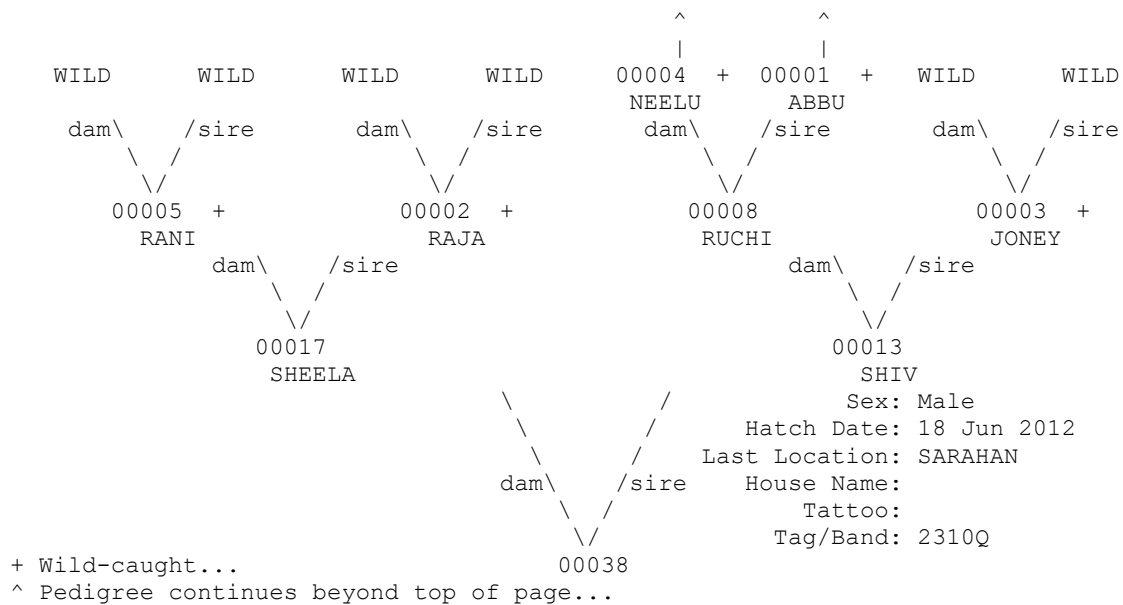 ^         ^
                                               |         |
   WILD      WILD      WILD      WILD    00004  +  00001  +   WILD      WILD
                                           NEELU      ABBU
    dam\     /sire      dam\     /sire      dam\     /sire      dam\     /sire
        \  /                \  /                \  /                \  /
         \/                  \/                  \/                  \/
       00005  +            00002  +            00008               00003  +
         RANI                RAJA                RUCHI               JONEY
              dam\    /sire                           dam\    /sire
                  \  /                                    \  /
                   \/                                      \/
                 00017                                   00013
                  SHEELA                                   SHIV
                                  \          /            Sex: Male
                                   \        /      Hatch Date: 18 Jun 2012
                                    \      /    Last Location: SARAHAN
                                  dam\    /sire    House Name:
                                      \  /             Tattoo:
                                       \/            Tag/Band: 2310Q
+ Wild-caught...                     00038
^ Pedigree continues beyond top of page...